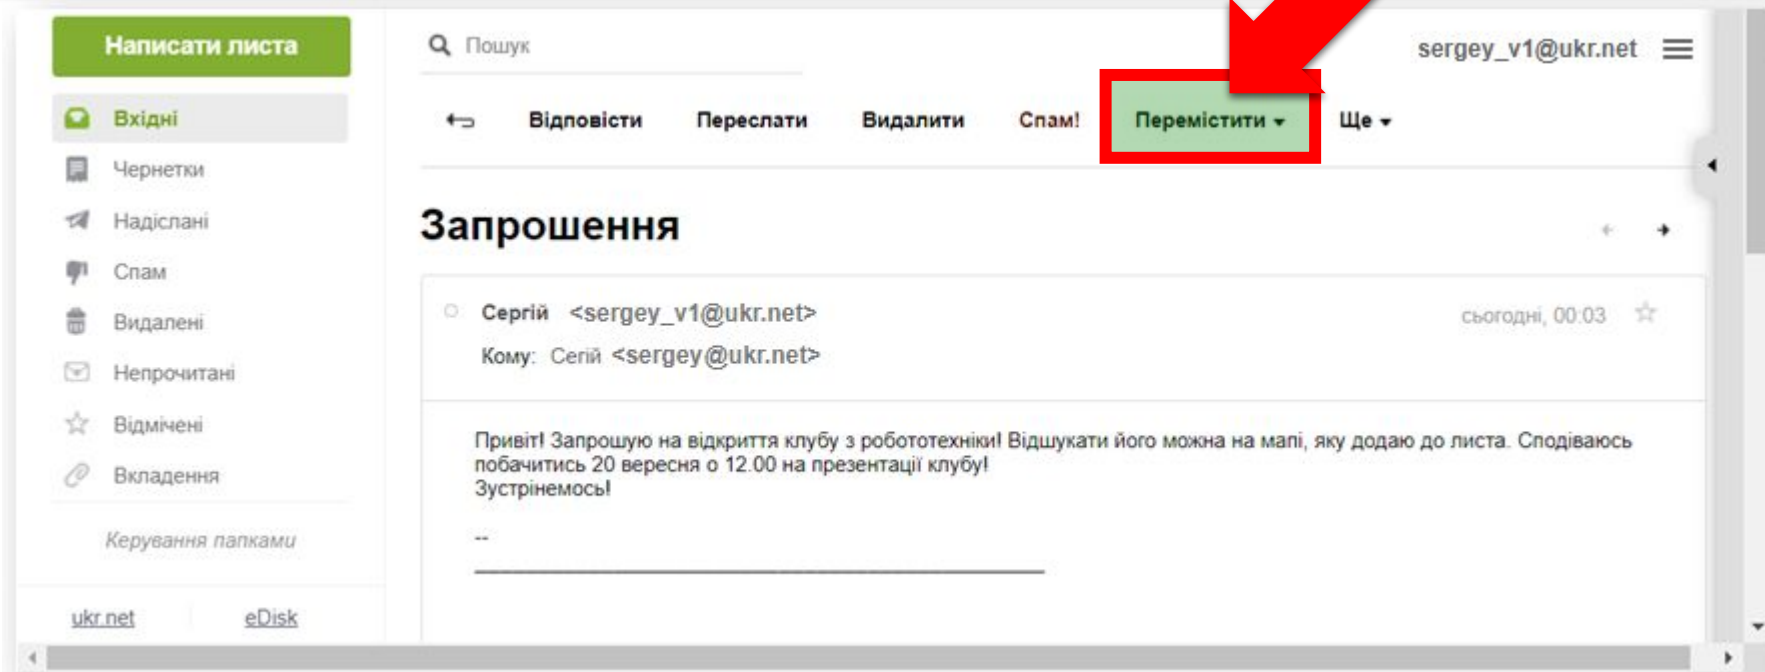 Написати листа
Пошук
sergey_v1@ukr.net
Вхідні
Чернетки
Надіслані
Спам
Видалені
Непрочитані
Відмічені
Вкладення
Керування папками
ukr.net eDisk
Відповісти Переслати Видалити Спам! Перемістити Ще
Запрошення
Сергій <sergey_v1@ukr.net>
сьогодні, 00:03
Кому: Сегій <sergey@ukr.net>
Привіт! Запрошую на відкриття клубу з робототехніки! Відшукати його можна на мапі, яку додаю до листа. Сподіваюсь
побачитись 20 вересня о 12.00 на презентації клубу!
Зустрінемось!
--